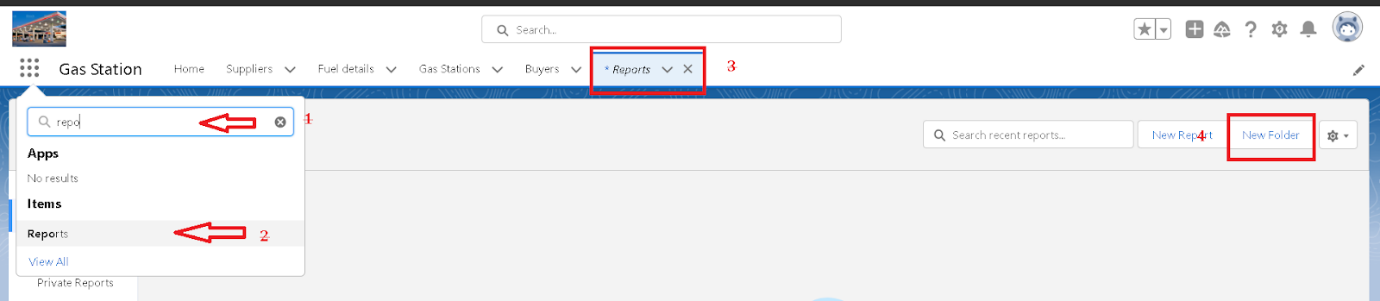 Search...
Gas Station Home Suppliers Fuel details Gas Stations Buyers * Reports 3
repo 1
Search recent reports... New Report 4 New Folder
Apps
No results
Items
Reports 2
View All
Private Reports